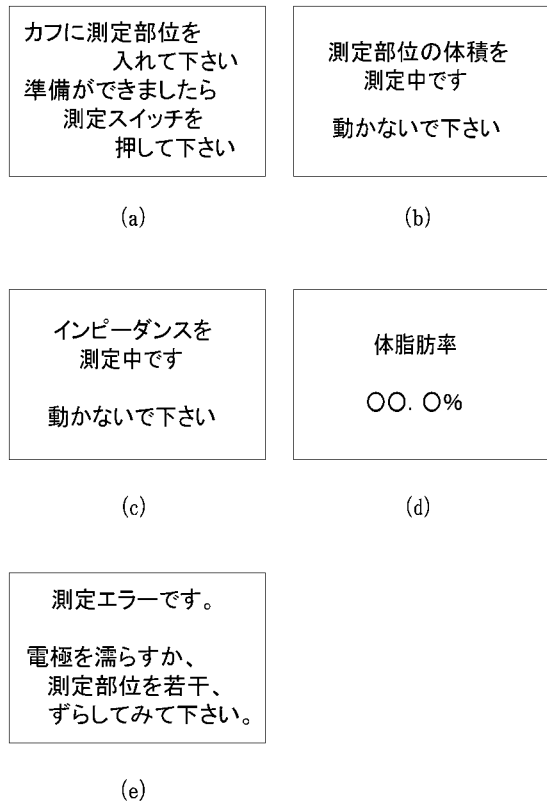 カフに測定部位を
入れて下さい
準備ができましたら
測定スイッチを
押して下さい
(a)
測定部位の体積を
測定中です
動かないで下さい
(b)
インピーダンスを
測定中です
動かないで下さい
(c)
体脂肪率
〇〇. 〇%
(d)
測定エラーです。
電極を濡らすか、
測定部位を若干、
ずらしてみて下さい。
(e)